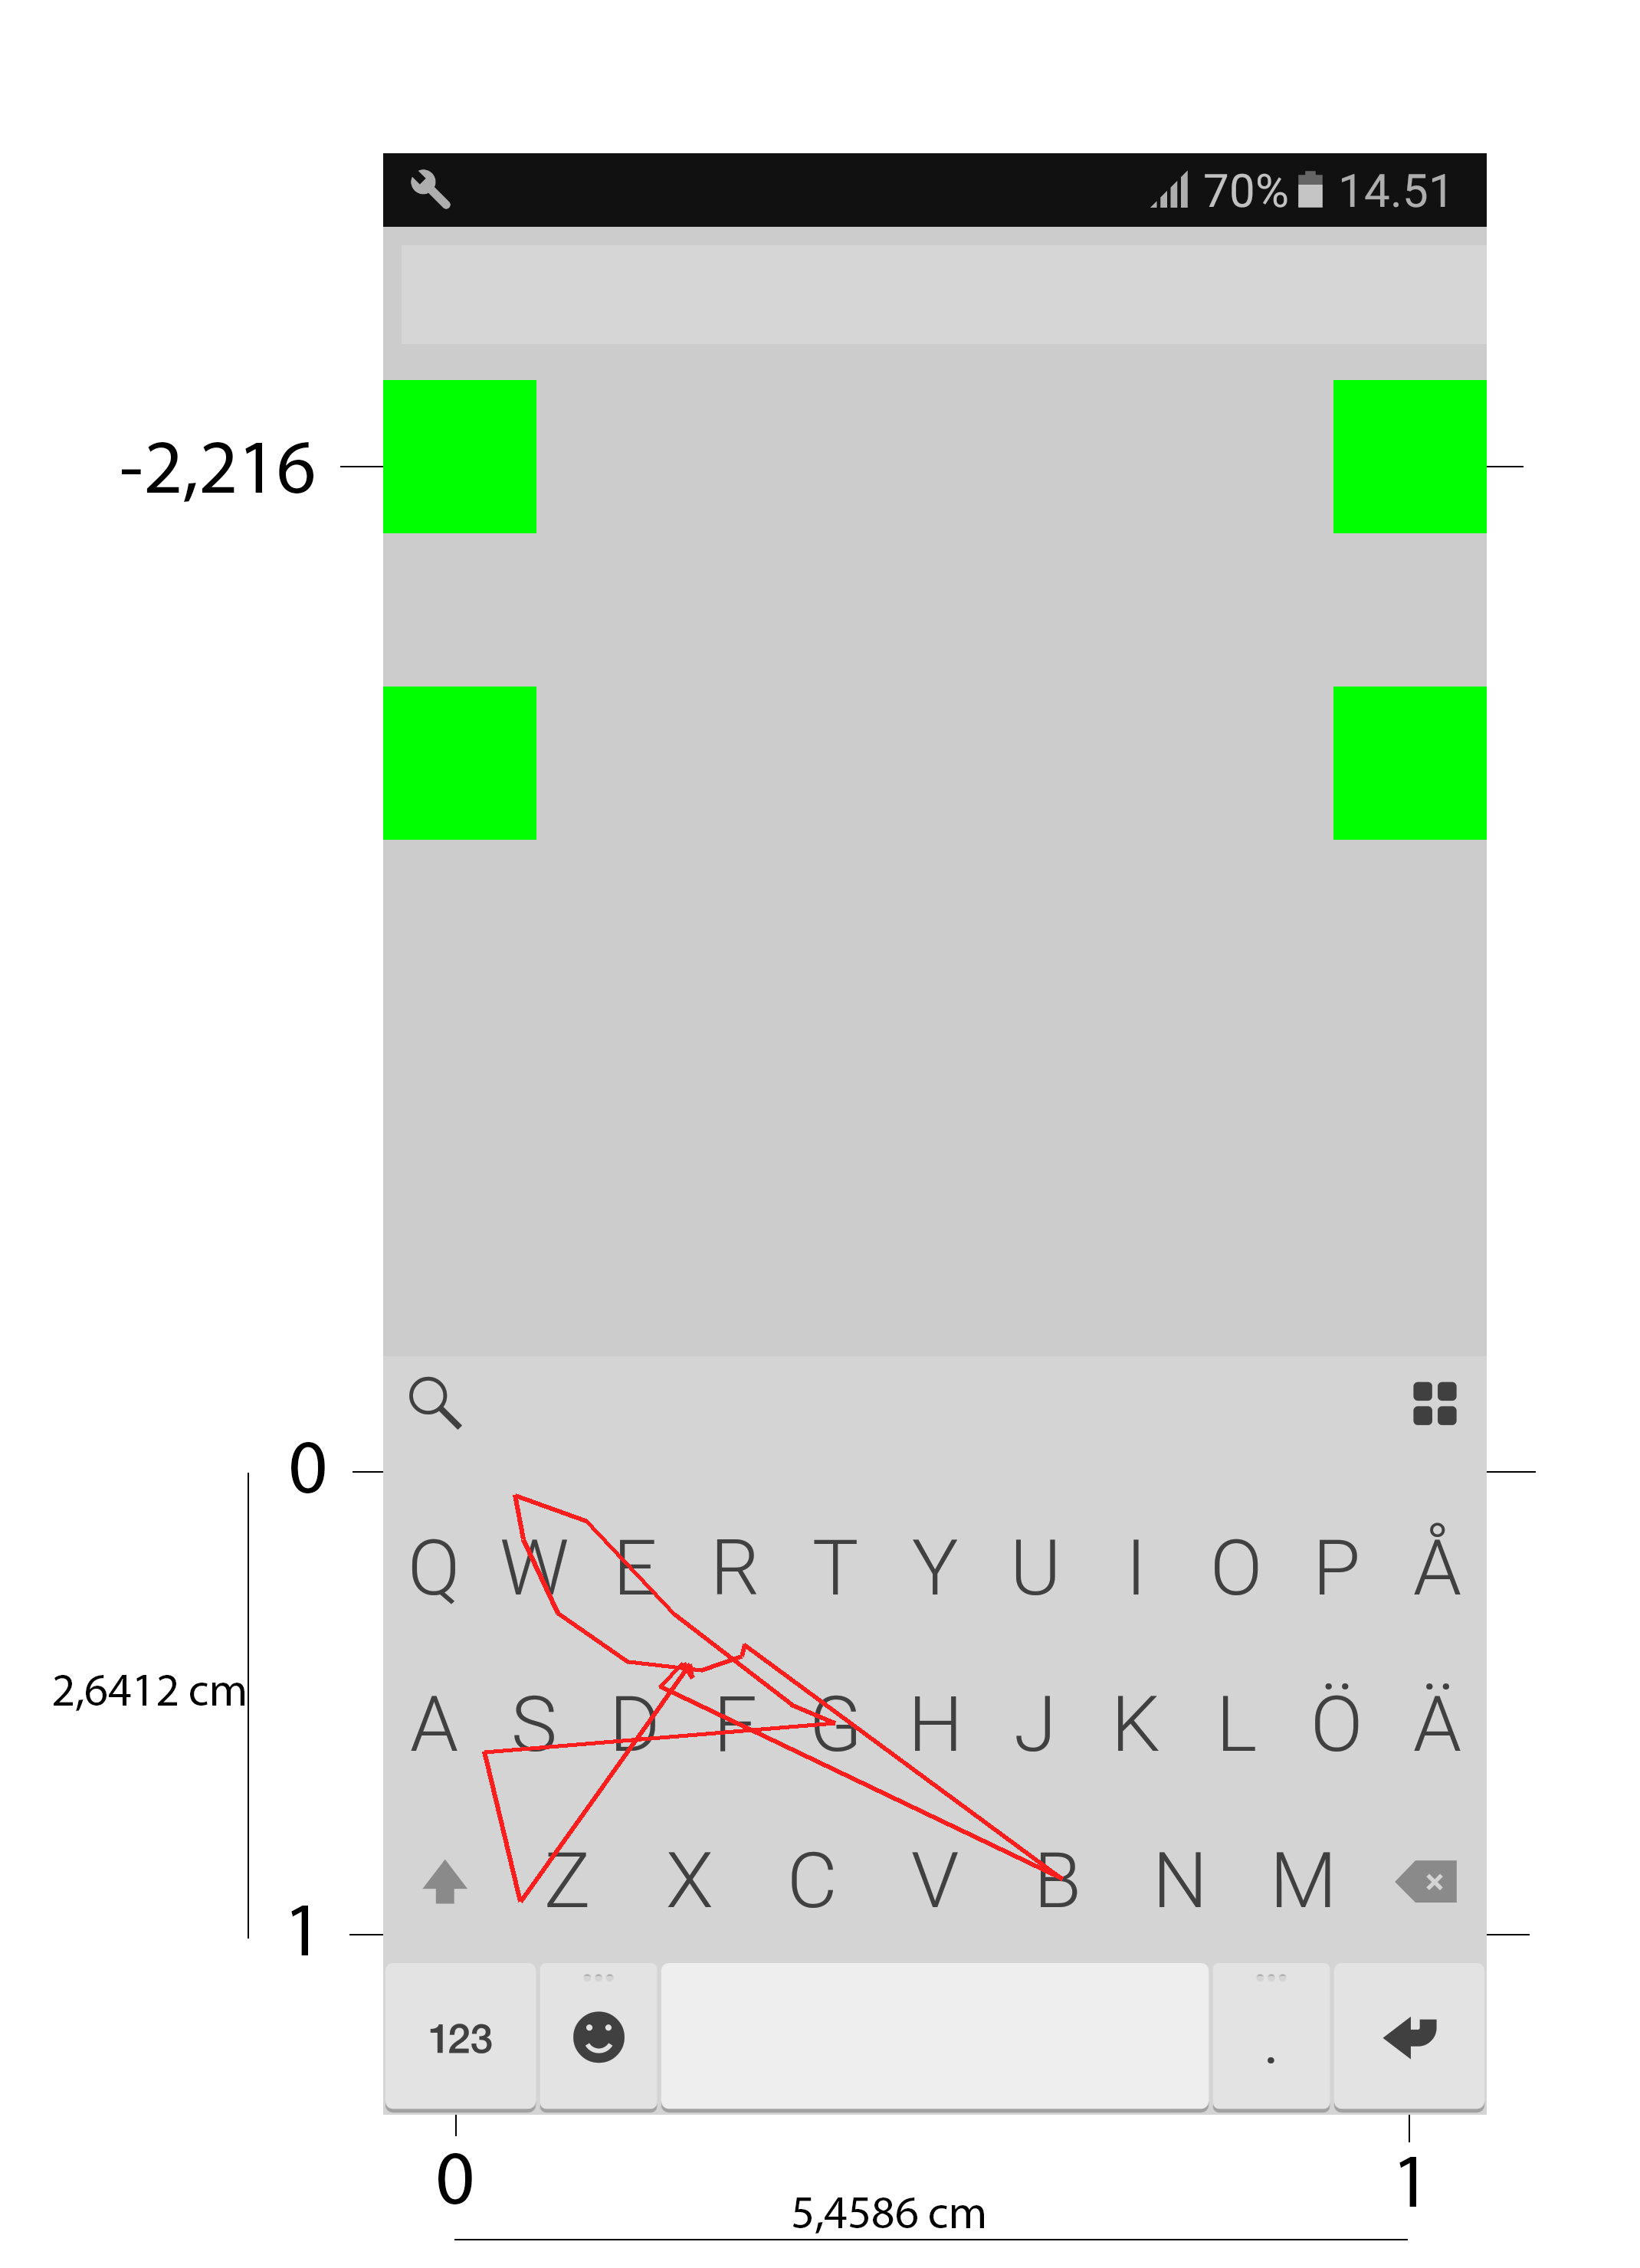 70% 14.51
-2,216
0
Q W E R T Y U I O P Å
2,6412 cm
A S D F G H J K L Ö Ä
Z X C V B N M
1
123 .
0 1
5,4586 cm